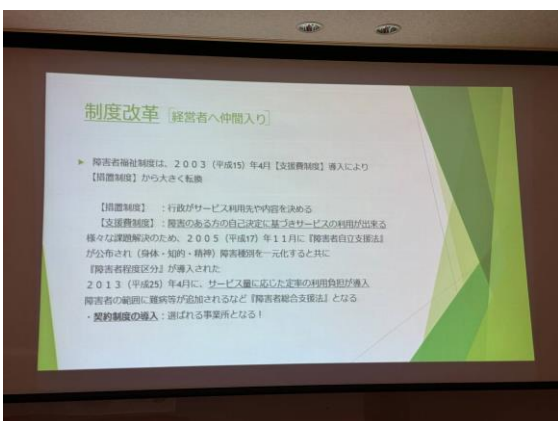 制度改革［経営者へ仲間入り］
▶ 障害者福祉制度は、２００３（平成15）年4月【支援費制度】導入により
【措置制度】から大きく転換
【措置制度】：行政がサービス利用先や内容を決める
【支援費制度】：障害のある方の自己決定に基づきサービスの利用が出来る
様々な課題解決のため、２００５（平成17）年１１月に『障害者自立支援法』
が公布され（身体・知的・精神）障害種別を一元化すると共に
『障害者程度区分』が導入された
２０１３（平成25）年4月に、サービス量に応じた定率の利用負担が導入
障害者の範囲に難病等が追加されるなど『障害者総合支援法』となる
・契約制度の導入：選ばれる事業所となる！